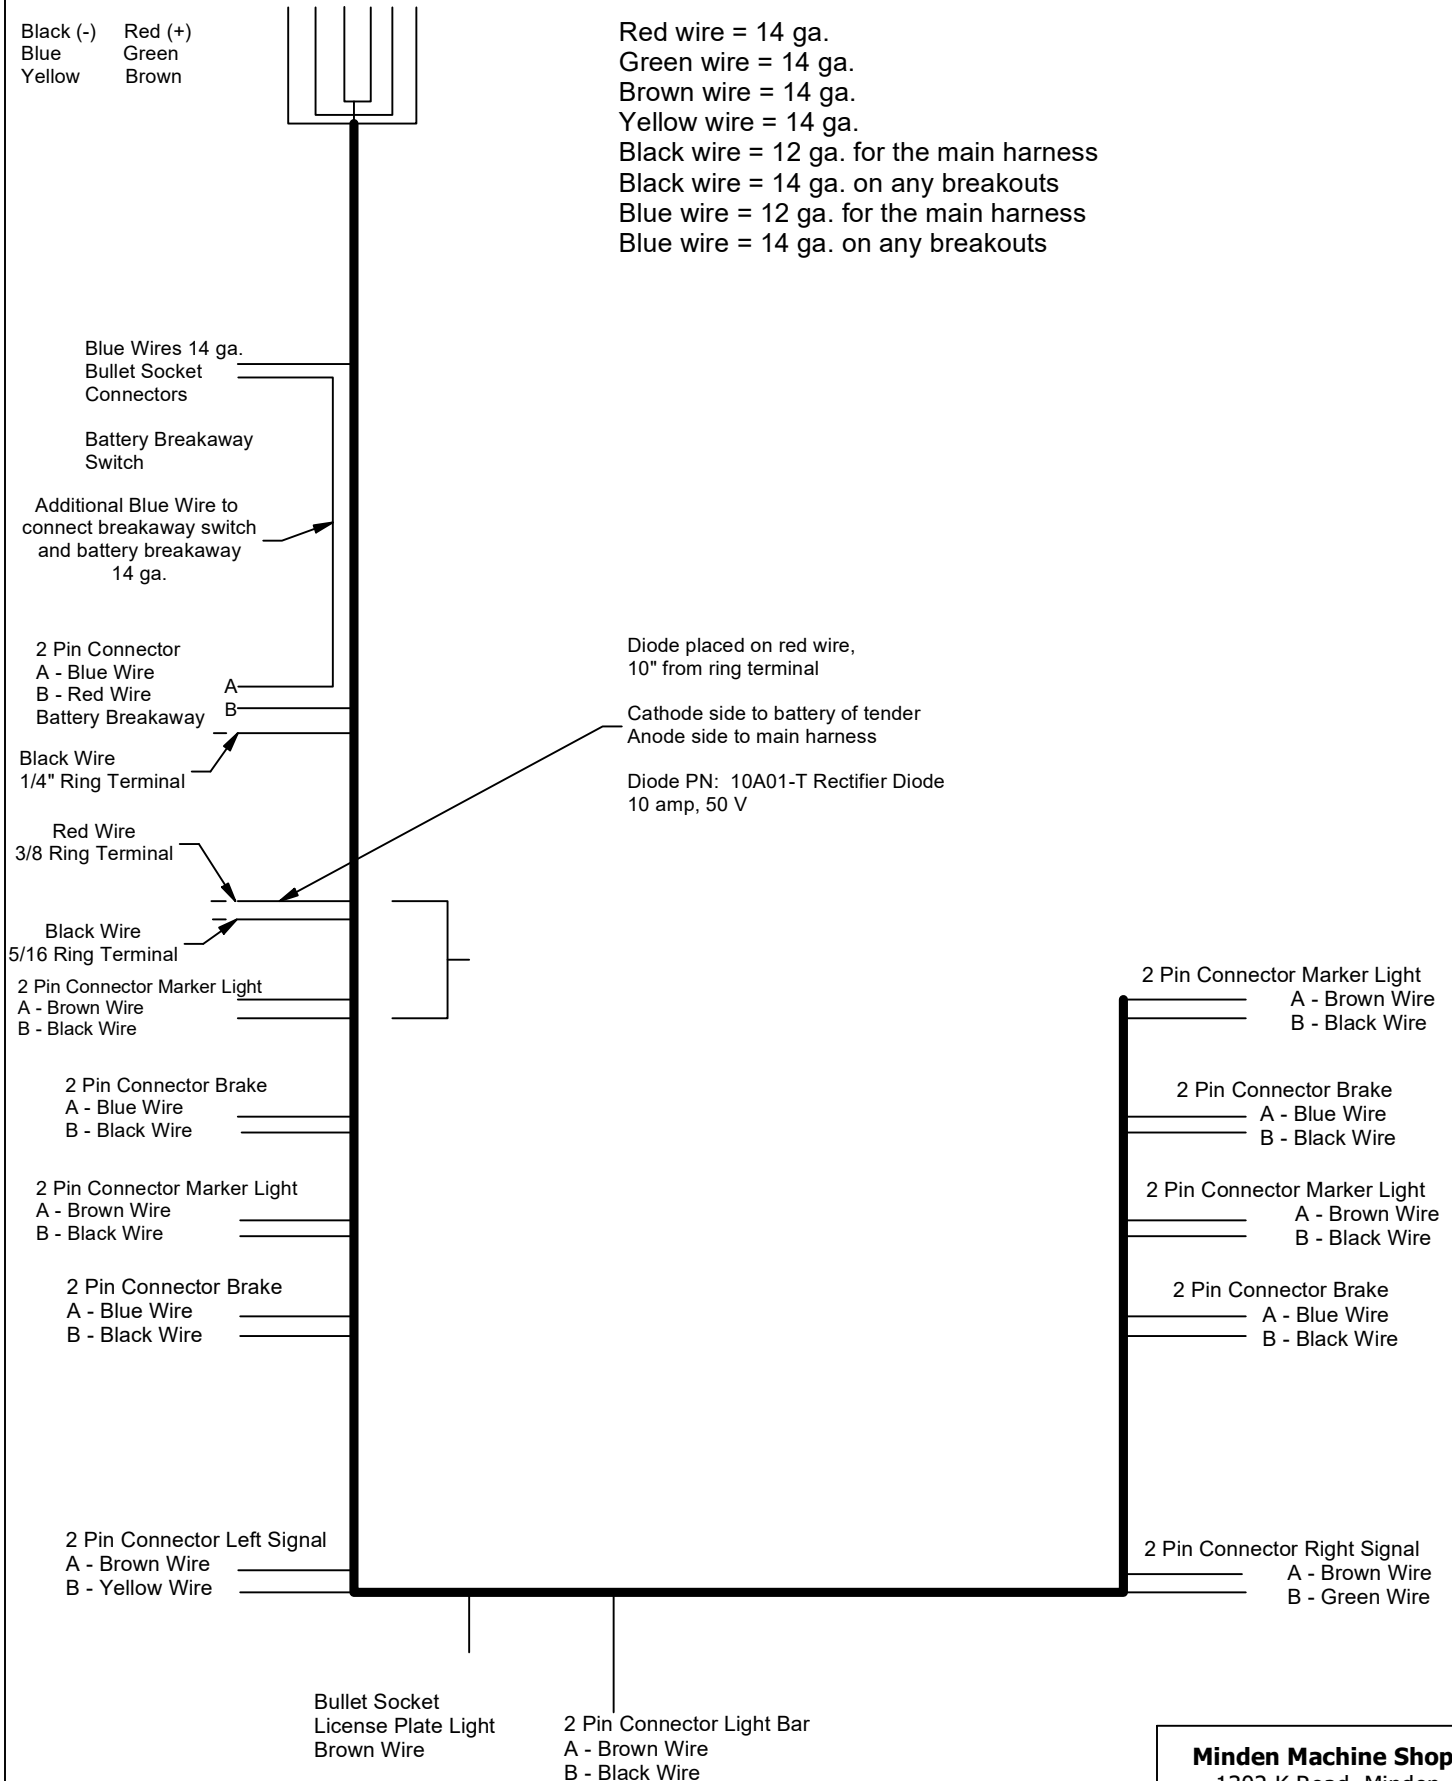 Black (-) Red (+)
Blue Green
Yellow Brown
Red wire = 14 ga.
Green wire = 14 ga.
Brown wire = 14 ga.
Yellow wire = 14 ga.
Black wire = 12 ga. for the main harness
Black wire = 14 ga. on any breakouts
Blue wire = 12 ga. for the main harness
Blue wire = 14 ga. on any breakouts
Blue Wires 14 ga.
Bullet Socket
Connectors
Battery Breakaway
Switch
Additional Blue Wire to
connect breakaway switch
and battery breakaway
14 ga.
2 Pin Connector
A - Blue Wire
B - Red Wire
Battery Breakaway
A
B
Black Wire
1/4" Ring Terminal
Red Wire
3/8 Ring Terminal
Black Wire
5/16 Ring Terminal
Diode placed on red wire,
10" from ring terminal
Cathode side to battery of tender
Anode side to main harness
Diode PN: 10A01-T Rectifier Diode
10 amp, 50 V
2 Pin Connector Marker Light
A - Brown Wire
B - Black Wire
2 Pin Connector Brake
A - Blue Wire
B - Black Wire
2 Pin Connector Marker Light
A - Brown Wire
B - Black Wire
2 Pin Connector Brake
A - Blue Wire
B - Black Wire
2 Pin Connector Left Signal
A - Brown Wire
B - Yellow Wire
2 Pin Connector Marker Light
A - Brown Wire
B - Black Wire
2 Pin Connector Brake
A - Blue Wire
B - Black Wire
2 Pin Connector Marker Light
A - Brown Wire
B - Black Wire
2 Pin Connector Brake
A - Blue Wire
B - Black Wire
2 Pin Connector Right Signal
A - Brown Wire
B - Green Wire
Bullet Socket
License Plate Light
Brown Wire
2 Pin Connector Light Bar
A - Brown Wire
B - Black Wire
Minden Machine Shop
K Road, Minden